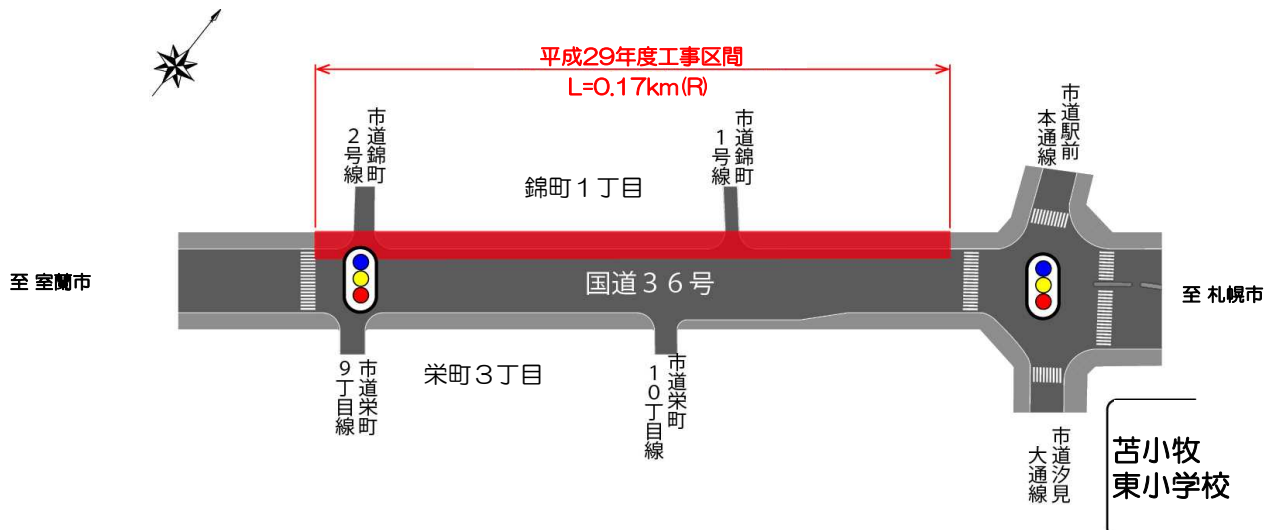 平成29年度工事区間
L=0.17km(R)
市道錦町
2号線
市道錦町
1号線
市道駅前
本通線
錦町1丁目
至 室蘭市
国道36号
至 札幌市
市道栄町
9丁目線
栄町3丁目
市道栄町
10丁目線
市道汐見
大通線
苫小牧
東小学校